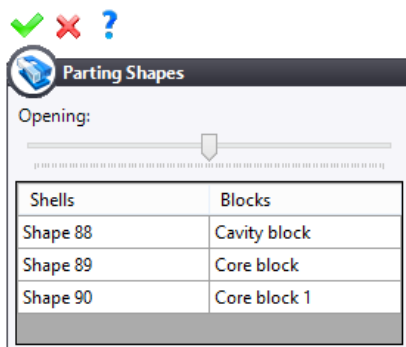 ?
Parting Shapes
Opening:
Shells Blocks
Shape 88 Cavity block
Shape 89 Core block
Shape 90 Core block 1